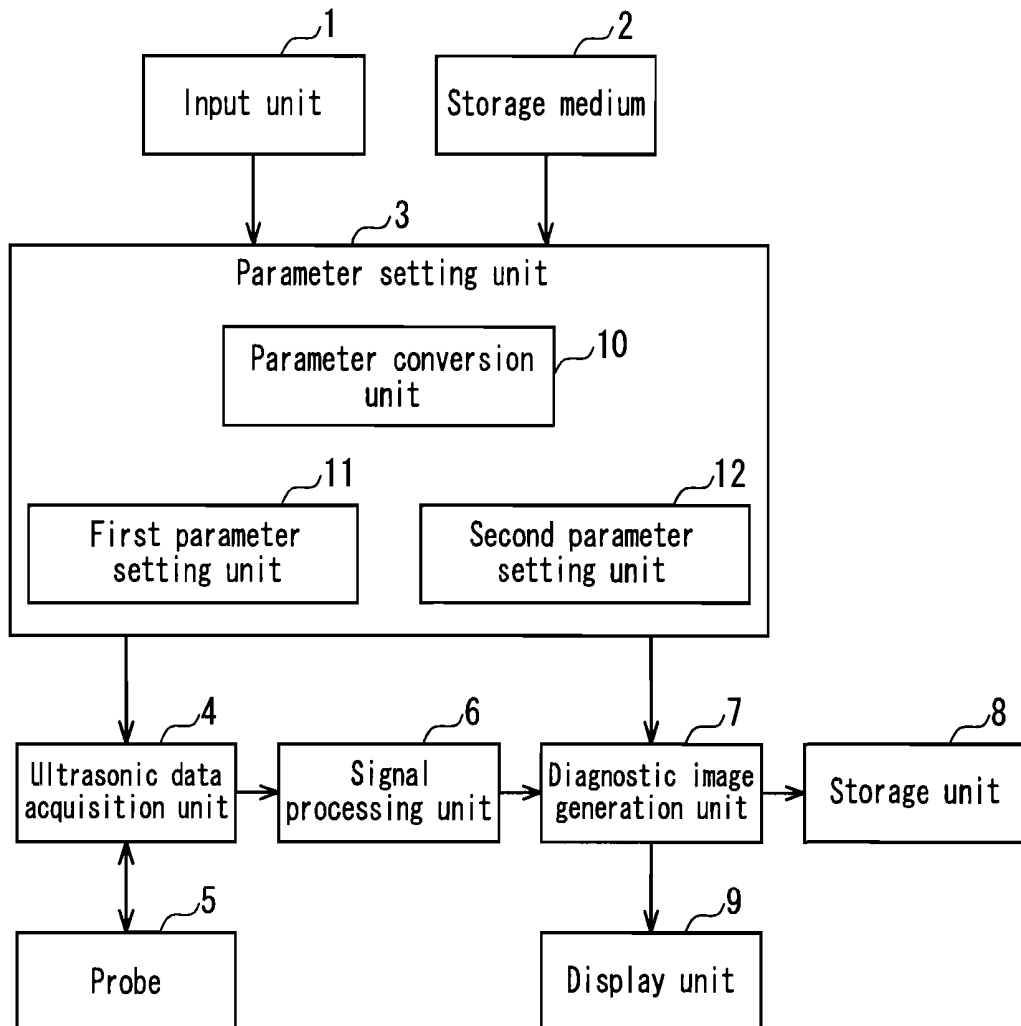 1
2
Input unit
Storage medium
3
Parameter setting unit
10
Parameter conversion
unit
11
12
First parameter
setting unit
Second parameter
setting unit
4
6
7
8
Ultrasonic data
acquisition unit
Signal
processing unit
Diagnostic image
generation unit
Storage unit
5
9
Probe
Display unit